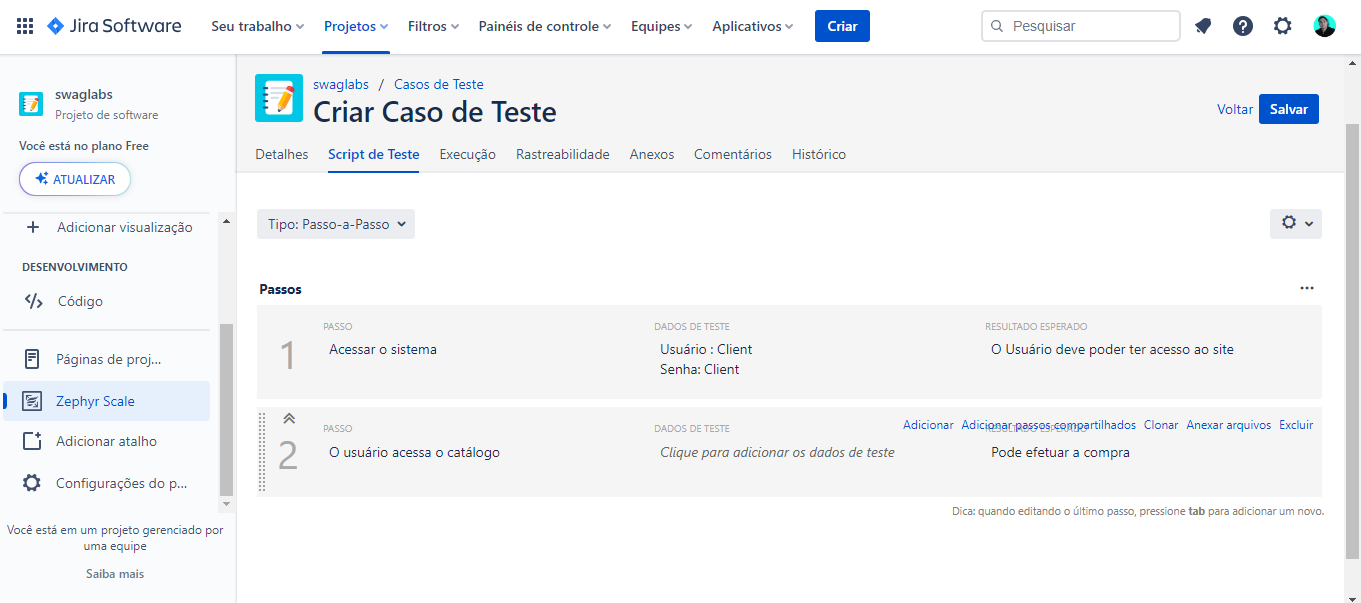 Jira Software
Seu trabalho
Projetos
Filtros
Painéis de controle
Equipes
Aplicativos
Criar
Pesquisar
swaglabs
Projeto de software
Você está no plano Free
ATUALIZAR
Adicionar visualização
DESENVOLVIMENTO
Código
Páginas de proj...
Zephyr Scale
Adicionar atalho
Configurações do p...
Você está em um projeto gerenciado por
uma equipe
Saiba mais
swaglabs / Casos de Teste
Criar Caso de Teste
Voltar
Salvar
Detalhes
Script de Teste
Execução
Rastreabilidade
Anexos
Comentários
Histórico
Tipo: Passo-a-Passo
Passos
1
PASSO
Acessar o sistema
DADOS DE TESTE
Usuário : Client
Senha: Client
RESULTADO ESPERADO
O Usuário deve poder ter acesso ao site
2
PASSO
O usuário acessa o catálogo
DADOS DE TESTE
Clique para adicionar os dados de teste
Adicionar
Adicionar passos compartilhados
Clonar
Anexar arquivos
Excluir
RESULTADO ESPERADO
Pode efetuar a compra
Dica: quando editando o último passo, pressione tab para adicionar um novo.